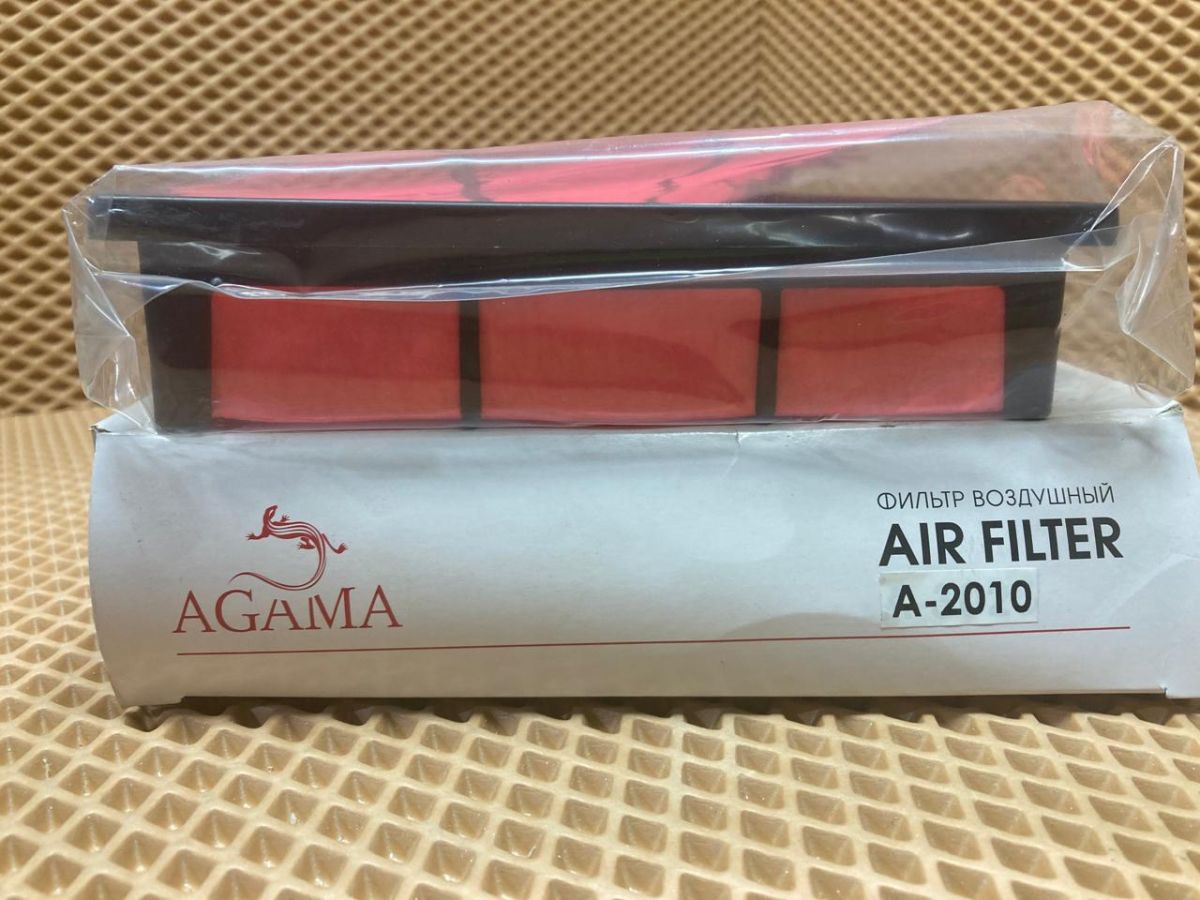 AGAMA
ФИЛЬТР ВОЗДУШНЫЙ
AIR FILTER
A-2010